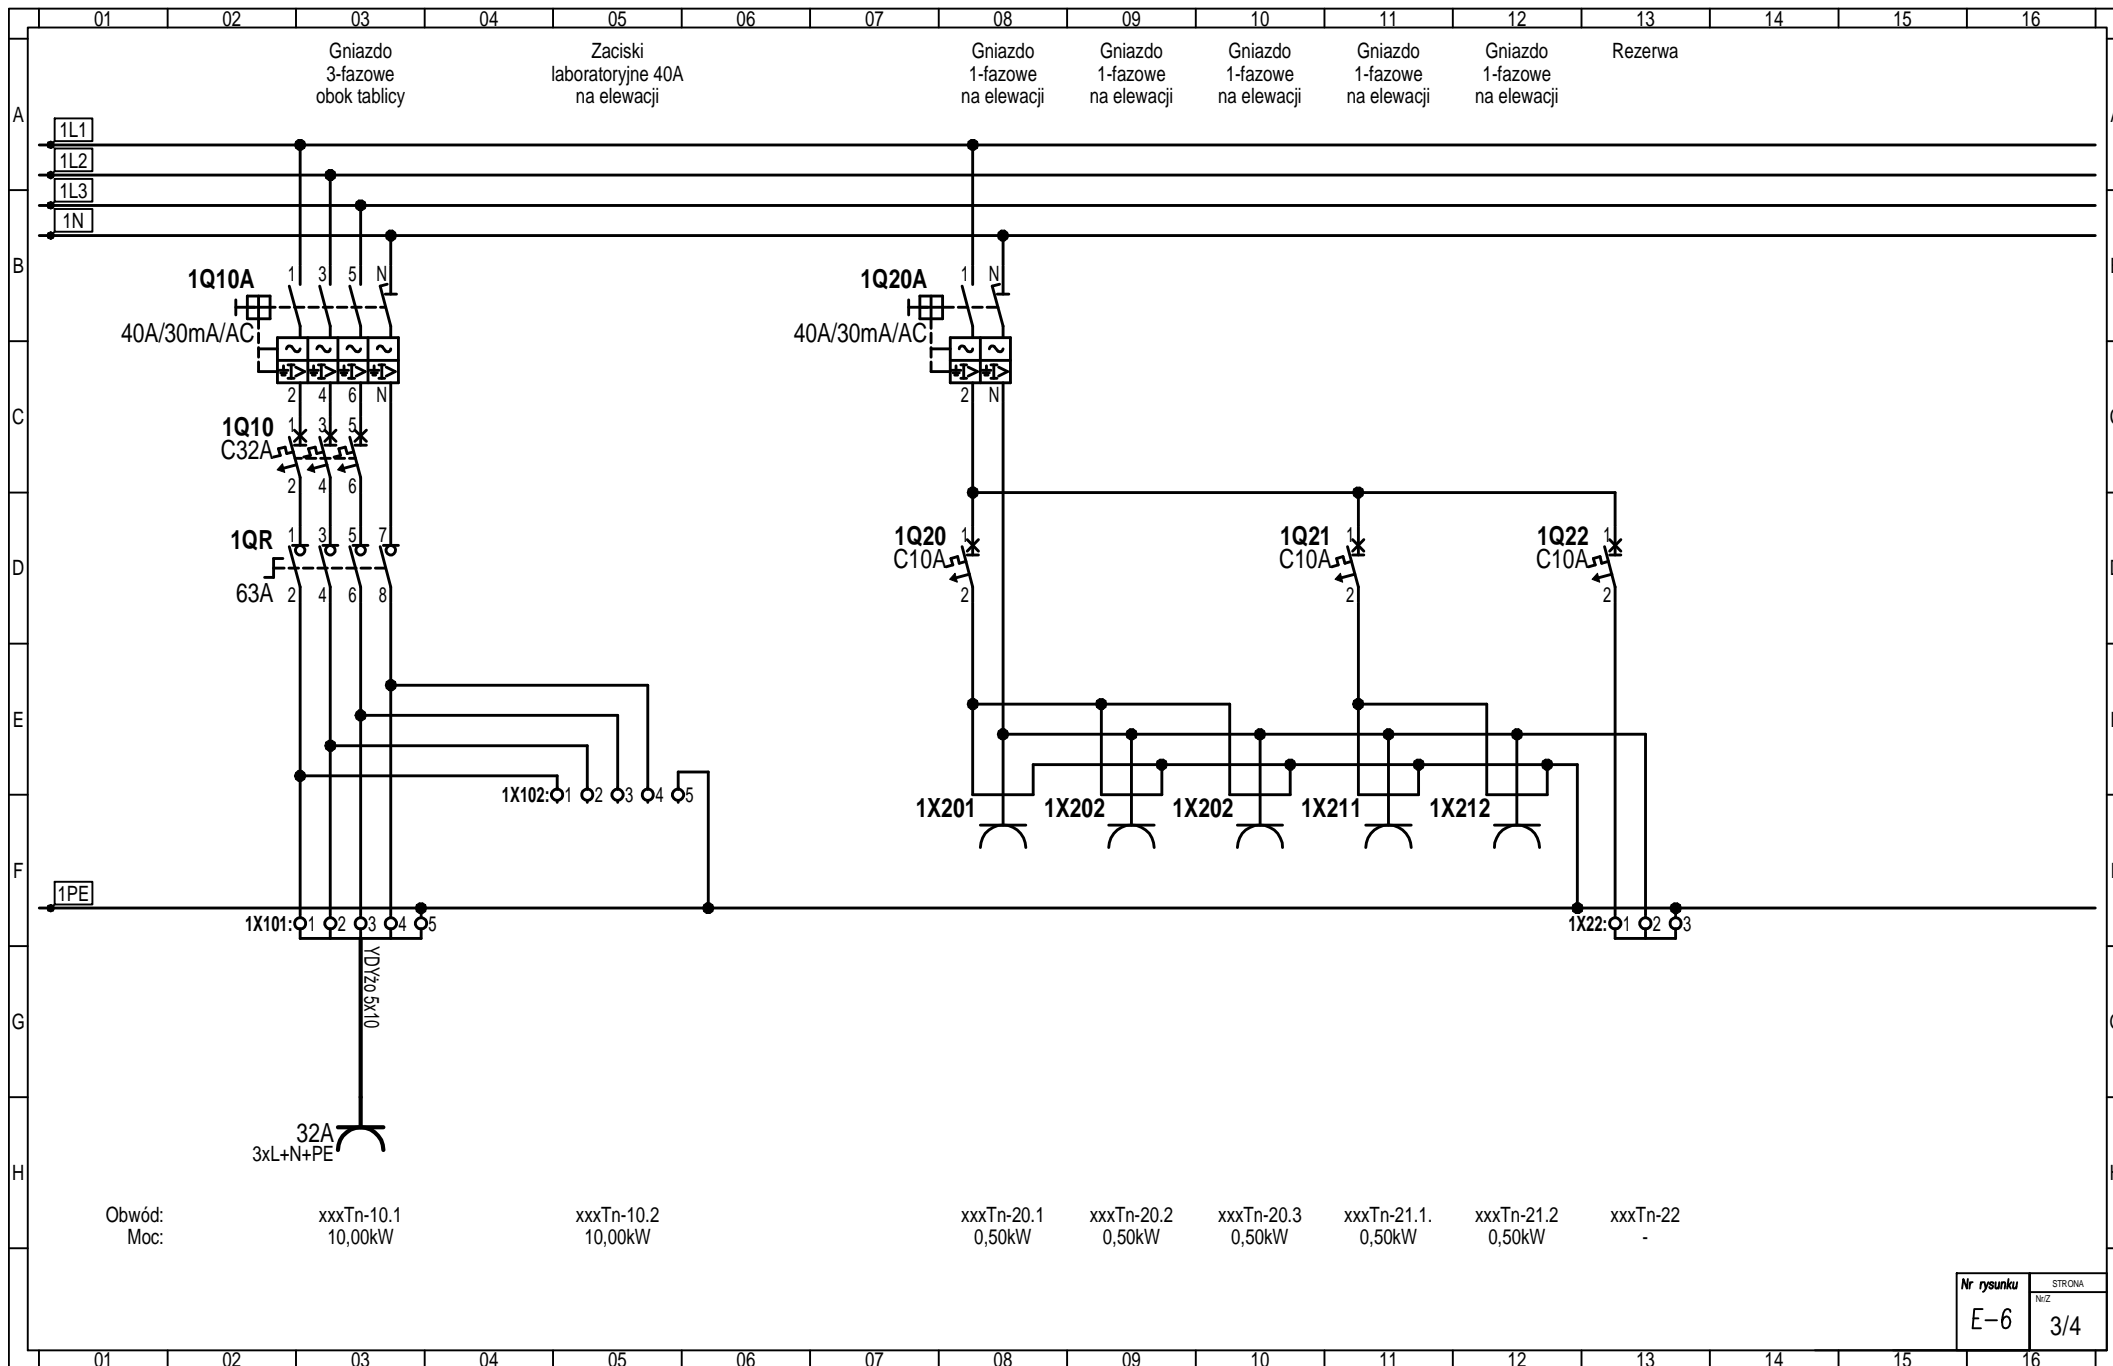 01 02 03 04 05 06 07 08 09 10 11 12 13 14 15 16
Gniazdo
3-fazowe
obok tablicy
Zaciski
laboratoryjne 40A
na elewacji
Gniazdo
1-fazowe
na elewacji
Gniazdo
1-fazowe
na elewacji
Gniazdo
1-fazowe
na elewacji
Gniazdo
1-fazowe
na elewacji
Gniazdo
1-fazowe
na elewacji
Rezerwa
A
1L1
1L2
1L3
1N
B
1Q10A
1 3 5 N
40A/30mA/AC
2 4 6 N
1Q20A
1 N
40A/30mA/AC
2 N
C
1Q10
1 3 5
C32A
2 4 6
D
1QR
1 3 5 7
63A
2 4 6 8
1Q20
1
C10A
2
1Q21
1
C10A
2
1Q22
1
C10A
2
E
1X102: 1 2 3 4 5
1X201 1X202 1X202 1X211 1X212
F
1PE
1X101: 1 2 3 4 5
1X22: 1 2 3
YDYżo 5x10
G
32A
3xL+N+PE
H
Obwód: xxxTn-10.1 xxxTn-10.2 xxxTn-20.1 xxxTn-20.2 xxxTn-20.3 xxxTn-21.1. xxxTn-21.2 xxxTn-22
Moc: 10,00kW 10,00kW 0,50kW 0,50kW 0,50kW 0,50kW 0,50kW -
Nr rysunku
E-6
STRONA
Nr/Z
3/4
01 02 03 04 05 06 07 08 09 10 11 12 13 14 15 16